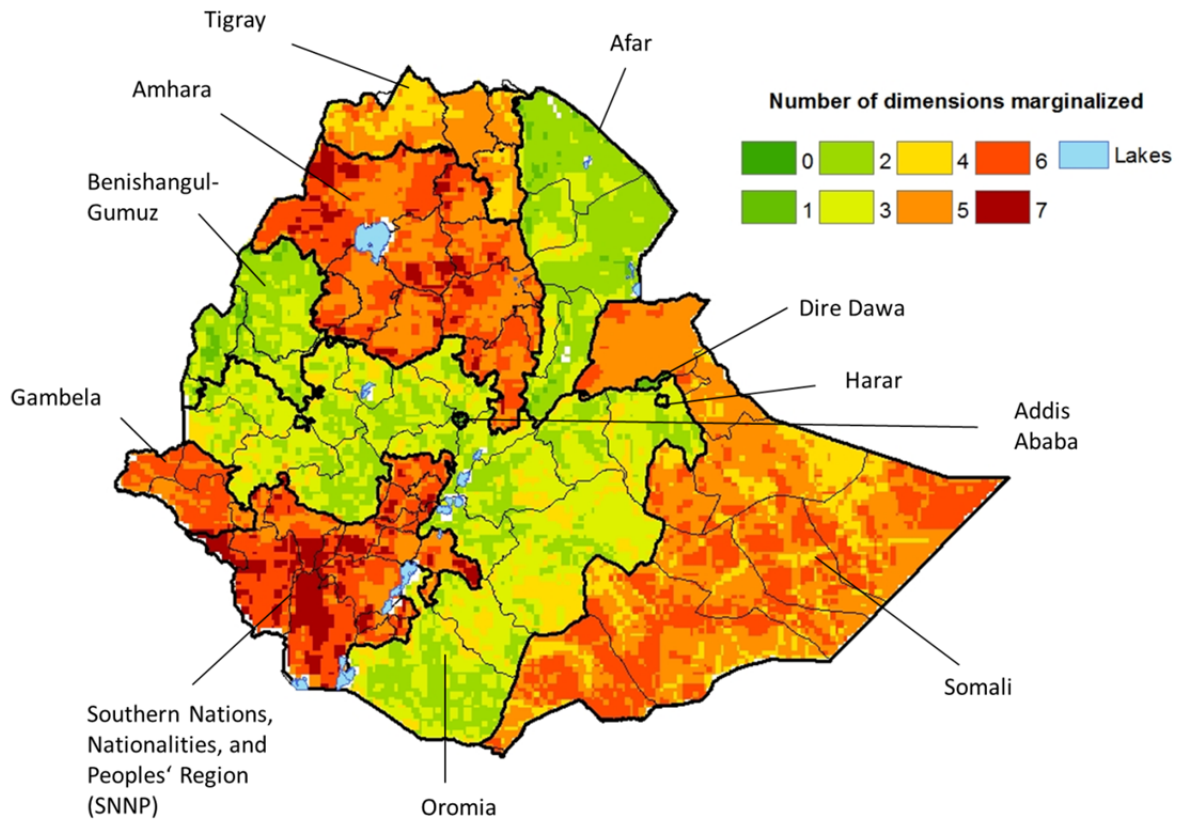 Tigray
Afar
Amhara
Number of dimensions marginalized
0 2 4 6 Lakes
1 3 5 7
Benishangul-
Gumuz
Dire Dawa
Harar
Gambela
Addis
Ababa
Somali
Southern Nations,
Nationalities, and
Peoples‘ Region
(SNNP)
Oromia